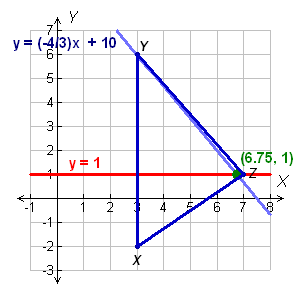 Y
7
y = (-4/3)x + 10
Y
6
5
4
3
2
(6.75, 1)
y = 1
1
Z
X
-1
1
2
3
4
5
6
7
8
-1
-2
X
-3